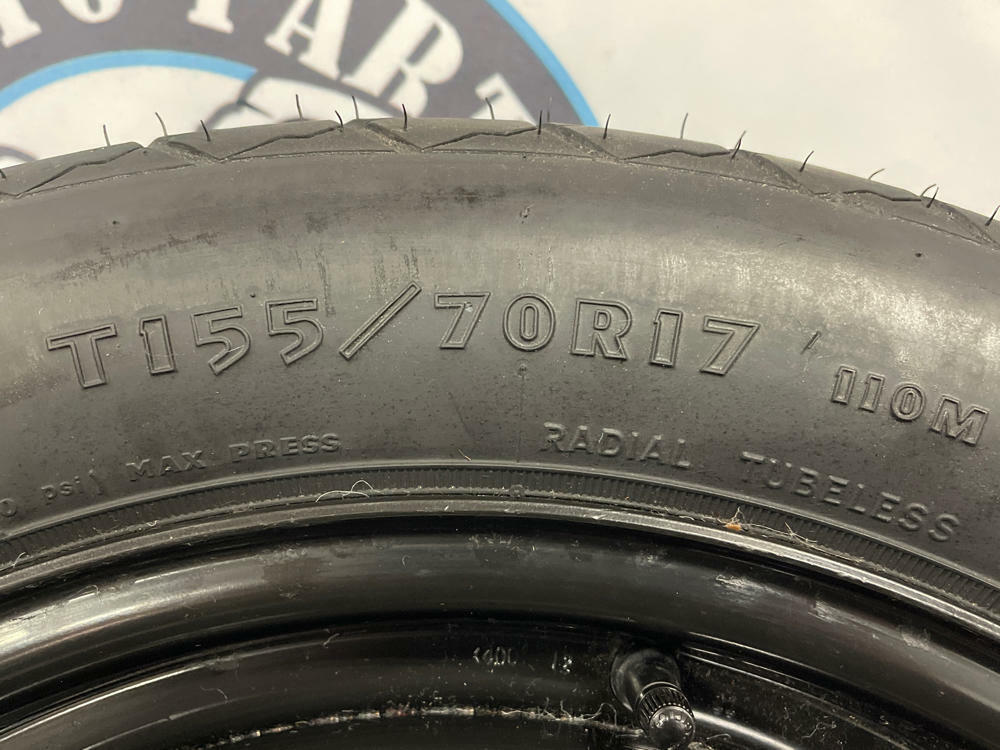 T155/70R17 110M
psi) MAX PRESS RADIAL TUBELESS